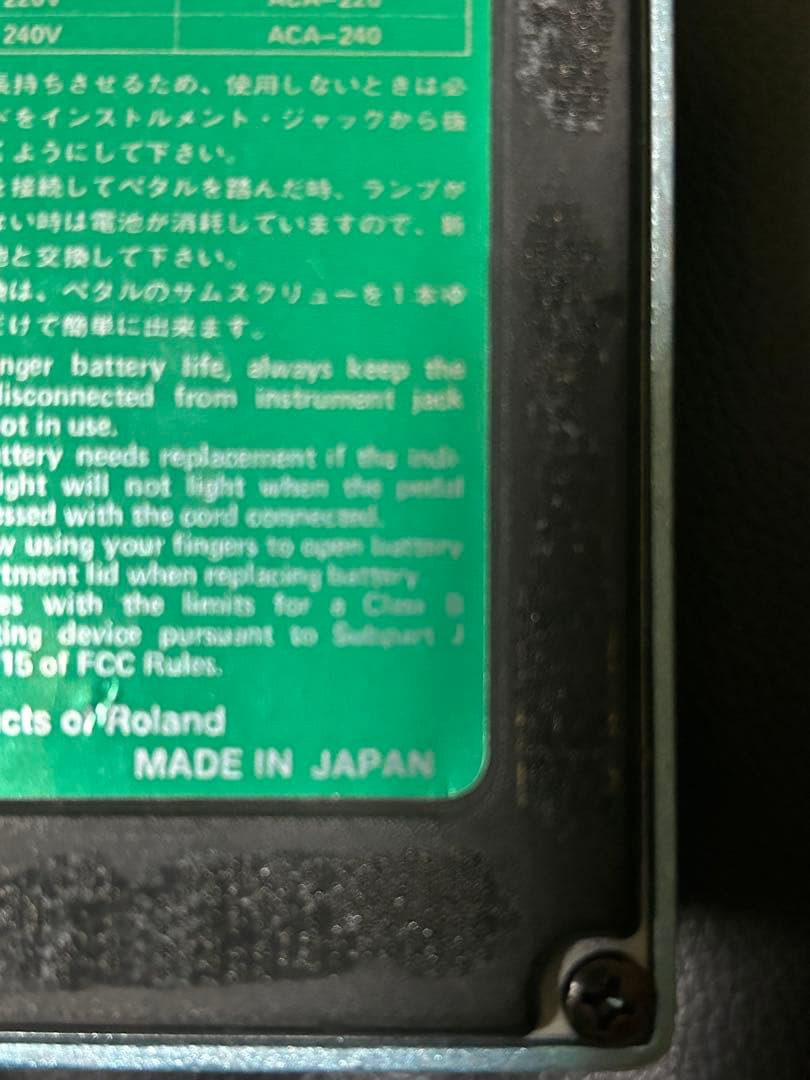 220V ACA-220
240V ACA-240
長持ちさせるため、使用しないときは必
ドをインストルメント・ジャックから抜
くようにして下さい。
を接続してペタルを踏んだ時、ランプが
ない時は電池が消耗していますので、新
池と交換して下さい。
は、ペタルのサムスクリューを1本ゆ
だけで簡単に出来ます。
nger battery life, always keep the
disconnected from instrument jack
ot in use.
ttery needs replacement if the indi-
ight will not light when the pedal
essed with the cord connected.
w using your fingers to open battery
tment lid when replacing battery
es with the limits for a Class B
ting device pursuant to Subpart J
15 of FCC Rules.
cts of Roland
MADE IN JAPAN